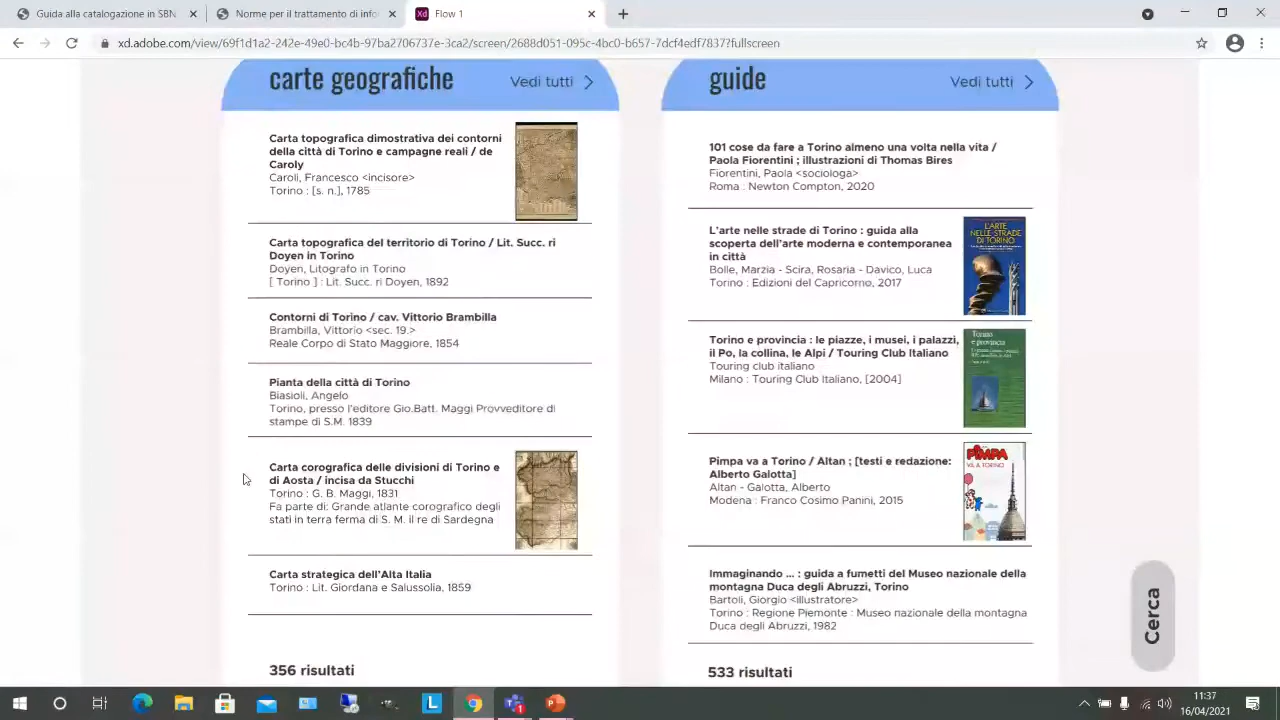 Guida alla catalogazione in SBN
Norme per il trattamento di info
Xd
Flow 1
xd.adobe.com/view/69f1d1a2-242e-49e0-bc4b-97ba2706737e-3ca2/screen/2688d051-095c-4bc0-b657-7dcf4edf7837?fullscreen
carte geografiche
Vedi tutti
Carta topografica dimostrativa dei contorni
della città di Torino e campagne reali / de
Caroly
Caroli, Francesco <incisore>
Torino : [s. n.], 1785
Carta topografica del territorio di Torino / Lit. Succ. ri
Doyen in Torino
Doyen, Litografo in Torino
[ Torino ] : Lit. Succ. ri Doyen, 1892
Contorni di Torino / cav. Vittorio Brambilla
Brambilla, Vittorio <sec. 19.>
Reale Corpo di Stato Maggiore, 1854
Pianta della città di Torino
Biasioli, Angelo
Torino, presso l'editore Gio.Batt. Maggi Provveditore di
stampe di S.M. 1839
Carta corografica delle divisioni di Torino e
di Aosta / incisa da Stucchi
Torino : G. B. Maggi, 1831
Fa parte di: Grande atlante corografico degli
stati in terra ferma di S. M. il re di Sardegna
Carta strategica dell'Alta Italia
Torino : Lit. Giordana e Salussolia, 1859
356 risultati
guide
Vedi tutti
101 cose da fare a Torino almeno una volta nella vita /
Paola Fiorentini ; illustrazioni di Thomas Bires
Fiorentini, Paola <sociologa>
Roma : Newton Compton, 2020
L'arte nelle strade di Torino : guida alla
scoperta dell'arte moderna e contemporanea
in città
Bolle, Marzia - Scira, Rosaria - Davico, Luca
Torino : Edizioni del Capricorno, 2017
L'ARTE
NELLE STRADE
DI TORINO
Torino e provincia : le piazze, i musei, i palazzi,
il Po, la collina, le Alpi / Touring Club Italiano
Touring club italiano
Milano : Touring Club Italiano, [2004]
Torino
e provincia
Pimpa va a Torino / Altan ; [testi e redazione:
Alberto Galotta]
Altan - Galotta, Alberto
Modena : Franco Cosimo Panini, 2015
PIMPA
VA A TORINO
Immaginando ... : guida a fumetti del Museo nazionale della
montagna Duca degli Abruzzi, Torino
Bartoli, Giorgio <illustratore>
Torino : Regione Piemonte : Museo nazionale della montagna
Duca degli Abruzzi, 1982
533 risultati
Cerca
11:37
16/04/2021